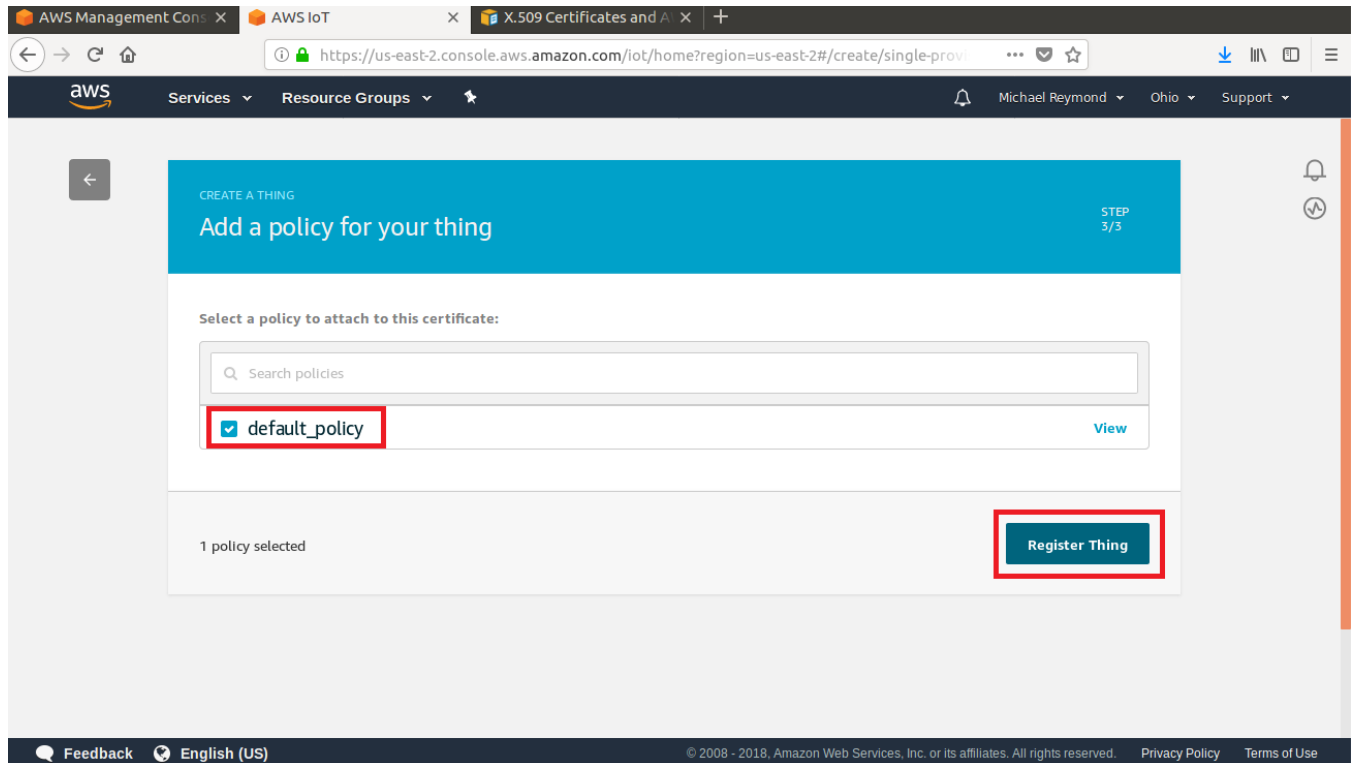 AWS Management Cons
AWS IoT
X.509 Certificates and A
https://us-east-2.console.aws.amazon.com/iot/home?region=us-east-2#/create/single-provi
aws
Services
Resource Groups
Michael Reymond
Ohio
Support
CREATE A THING
Add a policy for your thing
STEP
3/3
Select a policy to attach to this certificate:
Search policies
default_policy
View
1 policy selected
Register Thing
Feedback
English (US)
© 2008 - 2018, Amazon Web Services, Inc. or its affiliates. All rights reserved.
Privacy Policy
Terms of Use